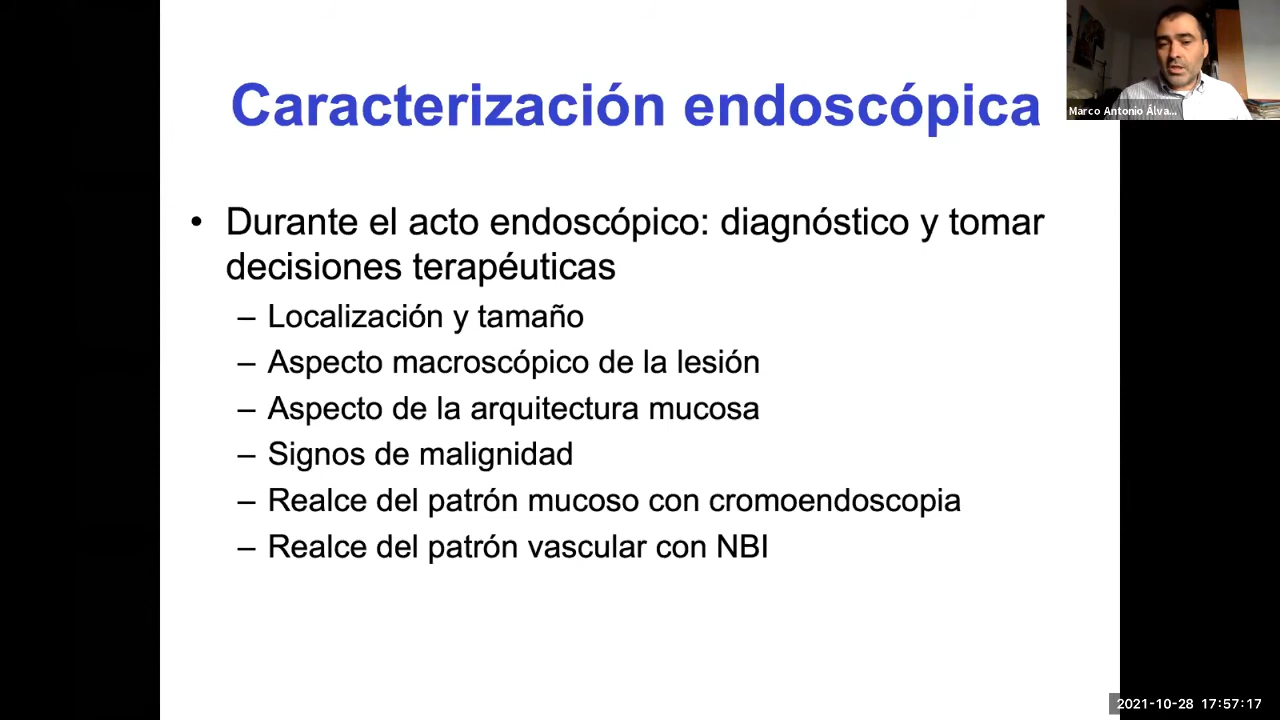 Caracterización endoscópica
Marco Antonio Álva...
• Durante el acto endoscópico: diagnóstico y tomar
decisiones terapéuticas
– Localización y tamaño
– Aspecto macroscópico de la lesión
– Aspecto de la arquitectura mucosa
– Signos de malignidad
– Realce del patrón mucoso con cromoendoscopia
– Realce del patrón vascular con NBI
2021-10-28 17:57:17